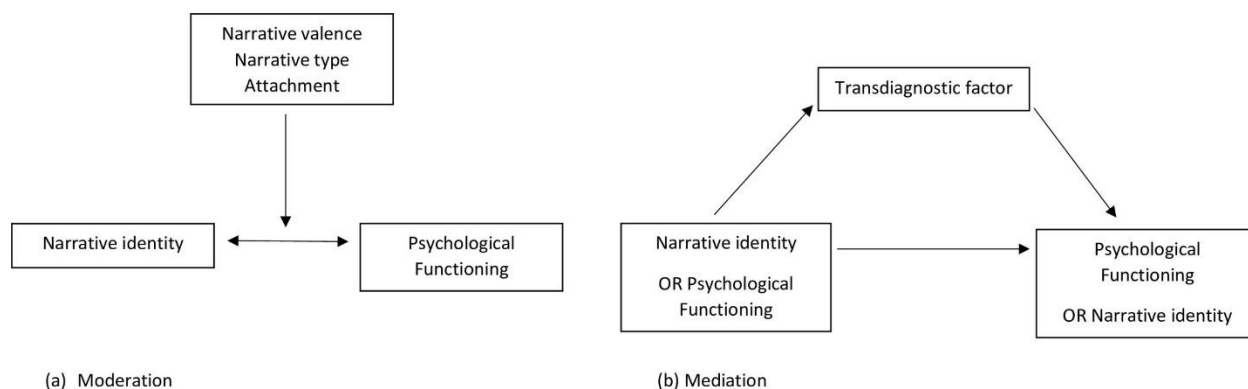 Narrative valence
Narrative type
Attachment
Narrative identity
Psychological
Functioning
(a) Moderation
Transdiagnostic factor
Narrative identity
OR Psychological
Functioning
Psychological
Functioning
OR Narrative identity
(b) Mediation